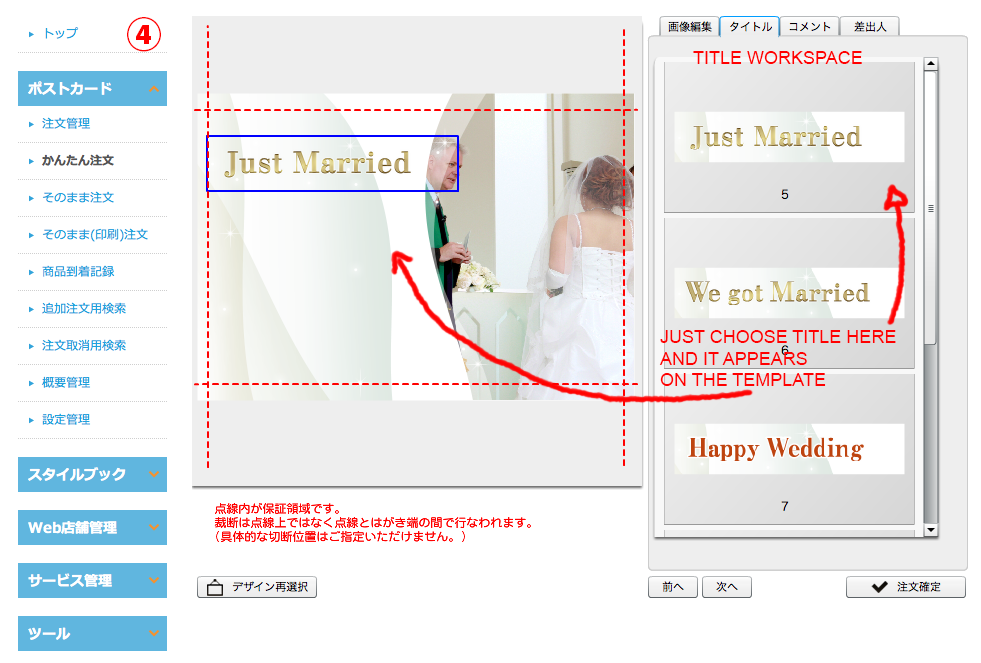 トップ
④
ポストカード
注文管理
かんたん注文
そのまま注文
そのまま(印刷)注文
商品到着記録
追加注文用検索
注文取消用検索
概要管理
設定管理
スタイルブック
Web店舗管理
サービス管理
ツール
Just Married
点線内が保証領域です。
裁断は点線上ではなく点線とはがき端の間で行なわれます。
（具体的な切断位置はご指定いただけません。）
デザイン再選択
画像編集 タイトル コメント 差出人
TITLE WORKSPACE
Just Married
5
We got Married
6
JUST CHOOSE TITLE HERE
AND IT APPEARS
ON THE TEMPLATE
Happy Wedding
7
前へ 次へ 注文確定